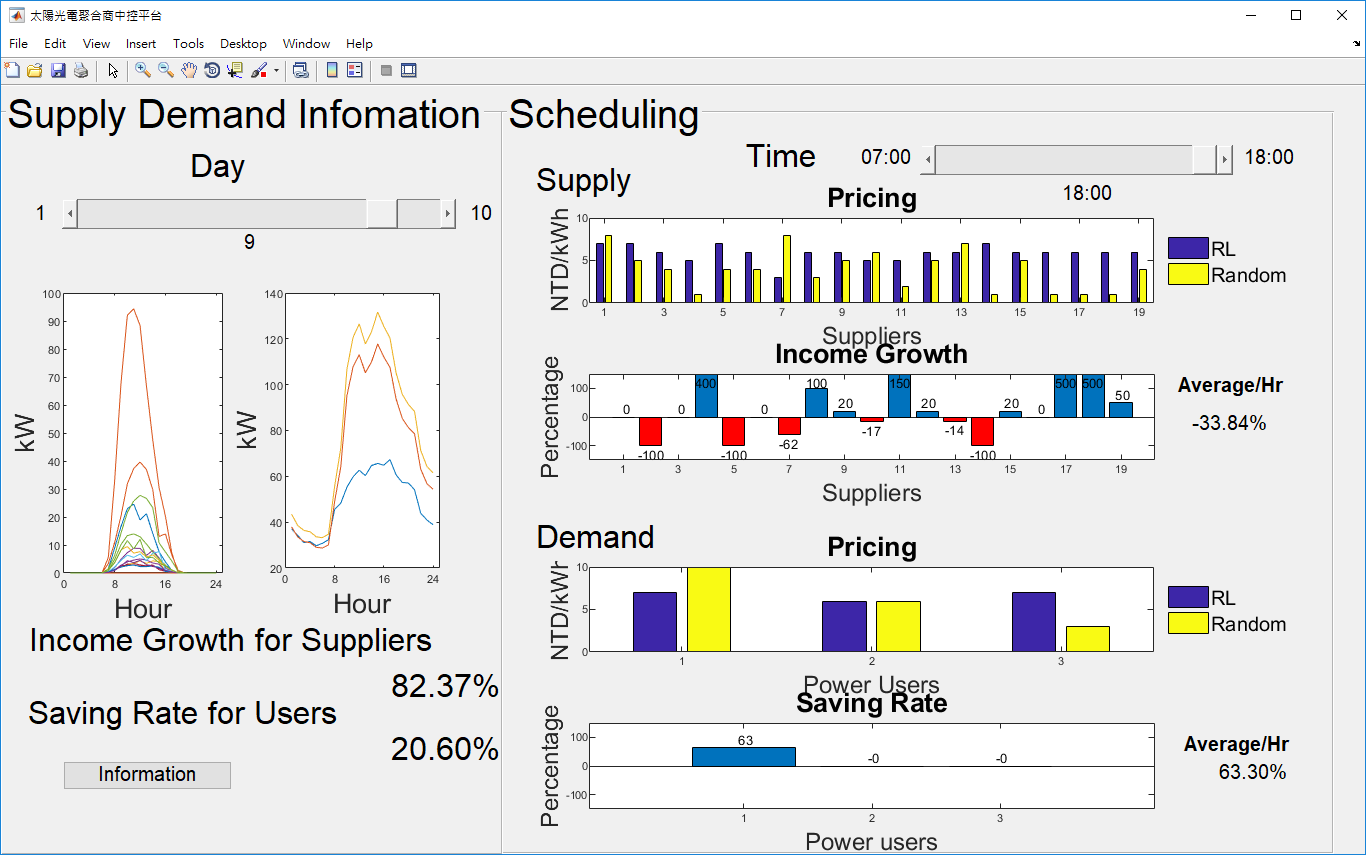 太陽光電聚合商中控平台
File Edit View Insert Tools Desktop Window Help
Supply Demand Infomation
Day
1 10
9
100
90
80
70
60
50
40
30
20
10
0
kW
0 8 16 24
Hour
140
120
100
80
60
40
20
kW
0 8 16 24
Hour
Income Growth for Suppliers
82.37%
Saving Rate for Users
20.60%
Information
Scheduling
Time 07:00 18:00
18:00
Supply
Pricing
NTD/kWh
10
5
0
1 3 5 7 9 11 13 15 17 19
Suppliers
RL
Random
Income Growth
Percentage
100
0
-100
0 -100 0 400 -100 0 -62 100 20 -17 150 20 -14 -100 20 0 500 500 50
1 3 5 7 9 11 13 15 17 19
Suppliers
Average/Hr
-33.84%
Demand
Pricing
NTD/kWh
10
5
0
1 2 3
Power Users
RL
Random
Saving Rate
Percentage
100
0
-100
63 -0 -0
1 2 3
Power users
Average/Hr
63.30%